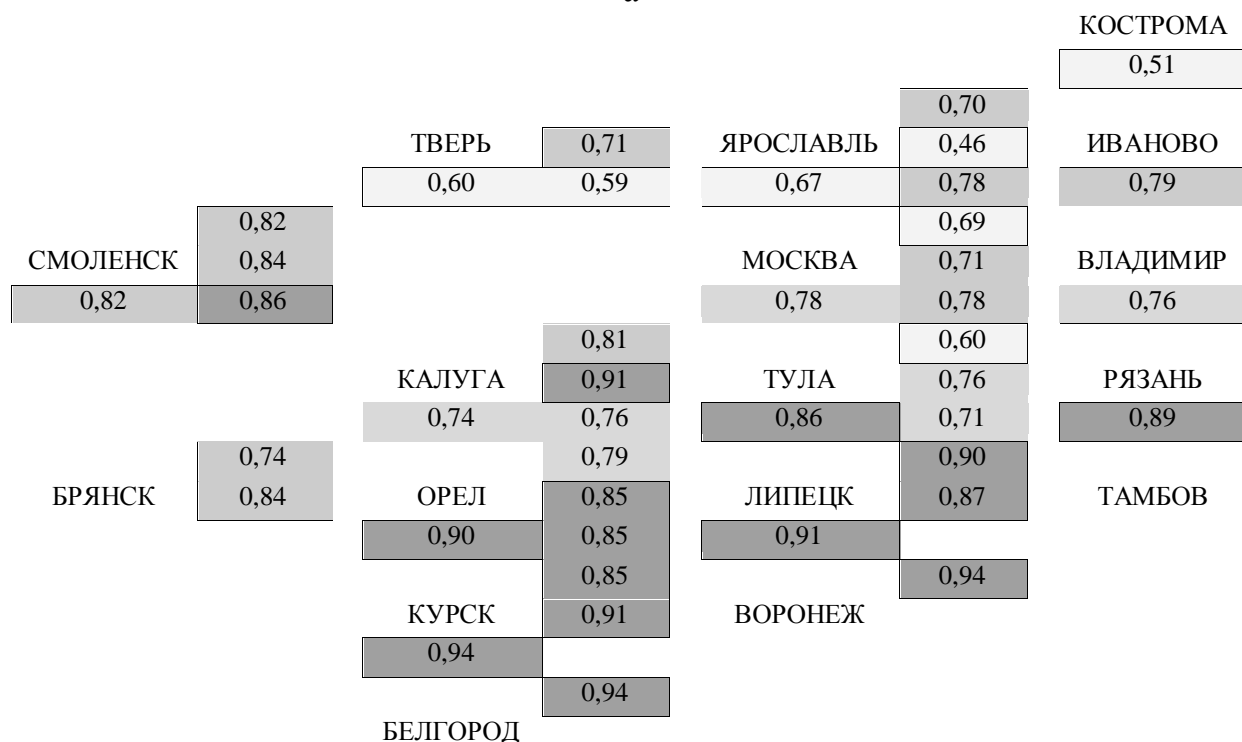 КОСТРОМА
0,51
0,70
ТВЕРЬ 0,71 ЯРОСЛАВЛЬ 0,46 ИВАНОВО
0,60 0,59 0,67 0,78 0,79
0,82 0,69
СМОЛЕНСК 0,84 МОСКВА 0,71 ВЛАДИМИР
0,82 0,86 0,78 0,78 0,76
0,81 0,60
КАЛУГА 0,91 ТУЛА 0,76 РЯЗАНЬ
0,74 0,76 0,86 0,71 0,89
0,74 0,79 0,90
БРЯНСК 0,84 ОРЕЛ 0,85 ЛИПЕЦК 0,87 ТАМБОВ
0,90 0,85 0,91
0,85 0,94
КУРСК 0,91 ВОРОНЕЖ
0,94
0,94
БЕЛГОРОД